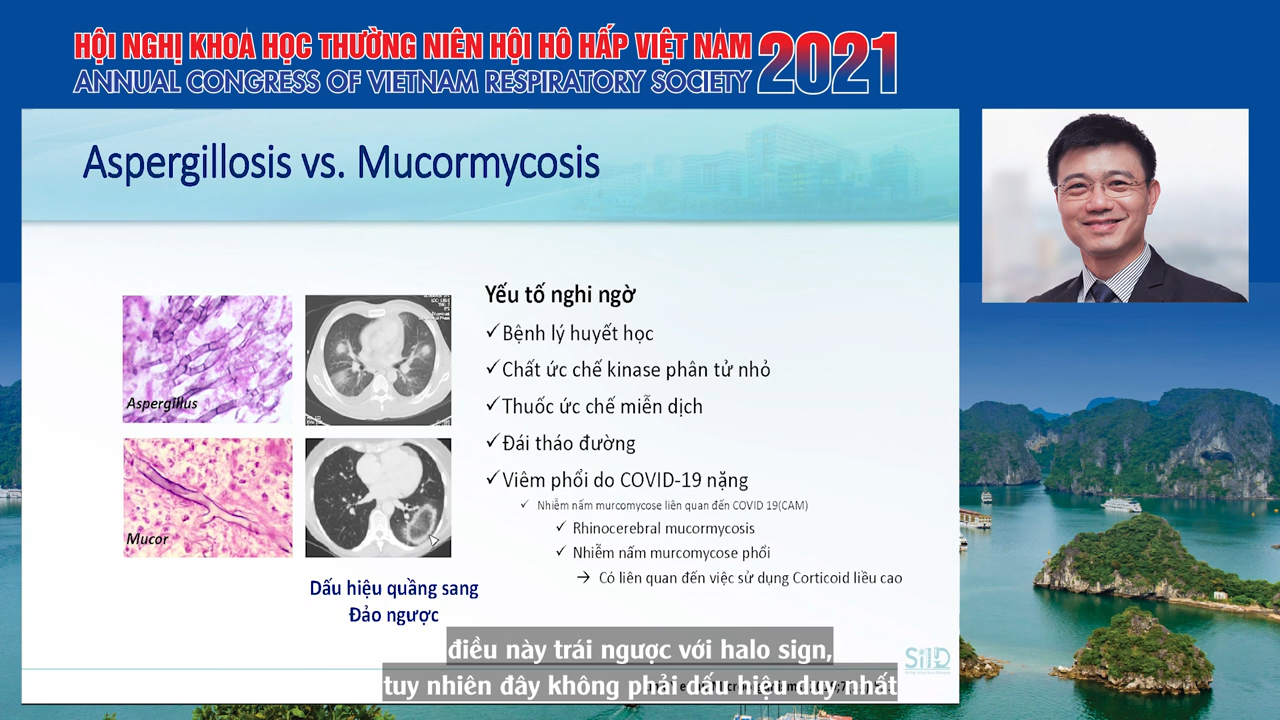 HỘI NGHỊ KHOA HỌC THƯỜNG NIÊN HỘI HÔ HẤP VIỆT NAM 2021
ANNUAL CONGRESS OF VIETNAM RESPIRATORY SOCIETY
Aspergillosis vs. Mucormycosis
Aspergillus
Mucor
Dấu hiệu quầng sang
Đảo ngược
Yếu tố nghi ngờ
✓Bệnh lý huyết học
✓Chất ức chế kinase phân tử nhỏ
✓Thuốc ức chế miễn dịch
✓Đái tháo đường
✓Viêm phổi do COVID-19 nặng
✓ Nhiễm nấm murcomycose liên quan đến COVID 19(CAM)
✓ Rhinocerebral mucormycosis
✓ Nhiễm nấm murcomycose phổi
→ Có liên quan đến việc sử dụng Corticoid liều cao
điều này trái ngược với halo sign,
tuy nhiên đây không phải dấu hiệu duy nhất
SiID